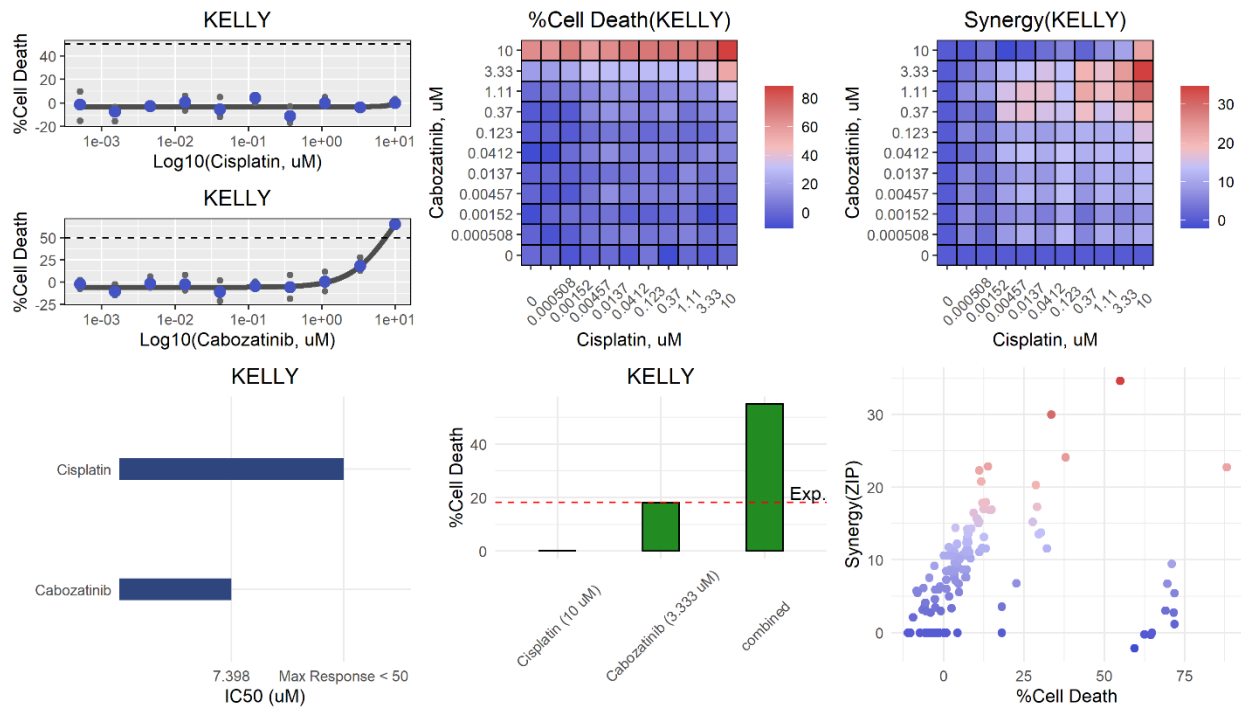 KELLY
%Cell Death
40
20
0
-20
1e-03
1e-02
1e-01
1e+00
1e+01
Log10(Cisplatin, uM)
KELLY
%Cell Death
50
25
0
-25
1e-03
1e-02
1e-01
1e+00
1e+01
Log10(Cabozatinib, uM)
%Cell Death(KELLY)
Cabozatinib, uM
10
3.33
1.11
0.37
0.123
0.0412
0.0137
0.00457
0.00152
0.000508
0
0
0.000508
0.00152
0.00457
0.0137
0.0412
0.123
0.37
1.11
3.33
10
Cisplatin, uM
80
60
40
20
0
Synergy(KELLY)
Cabozatinib, uM
10
3.33
1.11
0.37
0.123
0.0412
0.0137
0.00457
0.00152
0.000508
0
0
0.000508
0.00152
0.00457
0.0137
0.0412
0.123
0.37
1.11
3.33
10
Cisplatin, uM
30
20
10
0
KELLY
Cisplatin
Cabozatinib
7.398
Max Response < 50
IC50 (uM)
KELLY
%Cell Death
40
20
0
Exp.
Cisplatin (10 uM)
Cabozatinib (3.333 uM)
combined
Synergy(ZIP)
30
20
10
0
0
25
50
75
%Cell Death